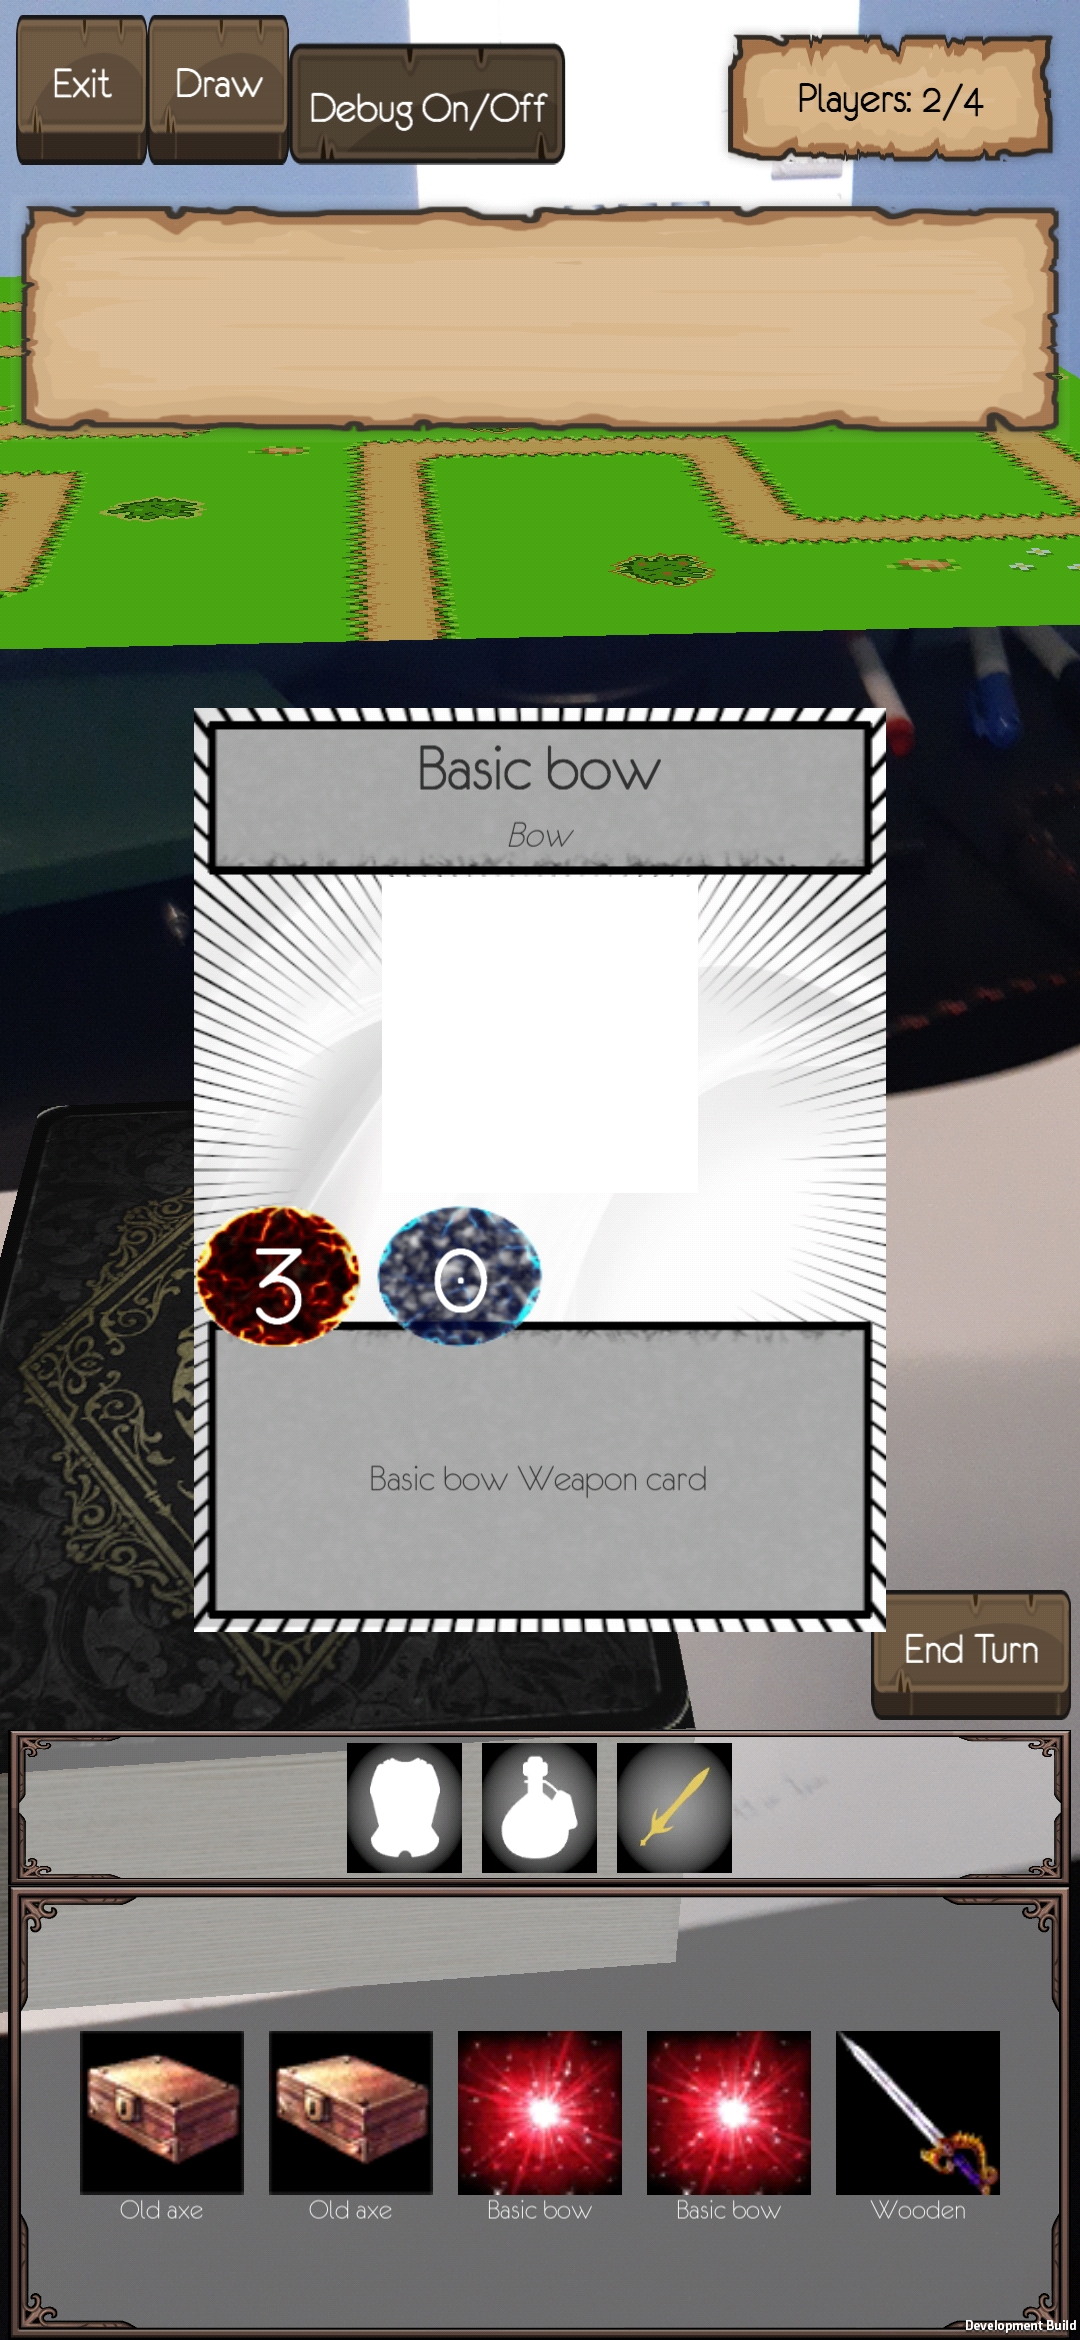 Exit
Draw
Debug On/Off
Players: 2/4
Basic bow
Bow
3
0
Basic bow Weapon card
End Turn
Old axe
Old axe
Basic bow
Basic bow
Wooden
Development Build